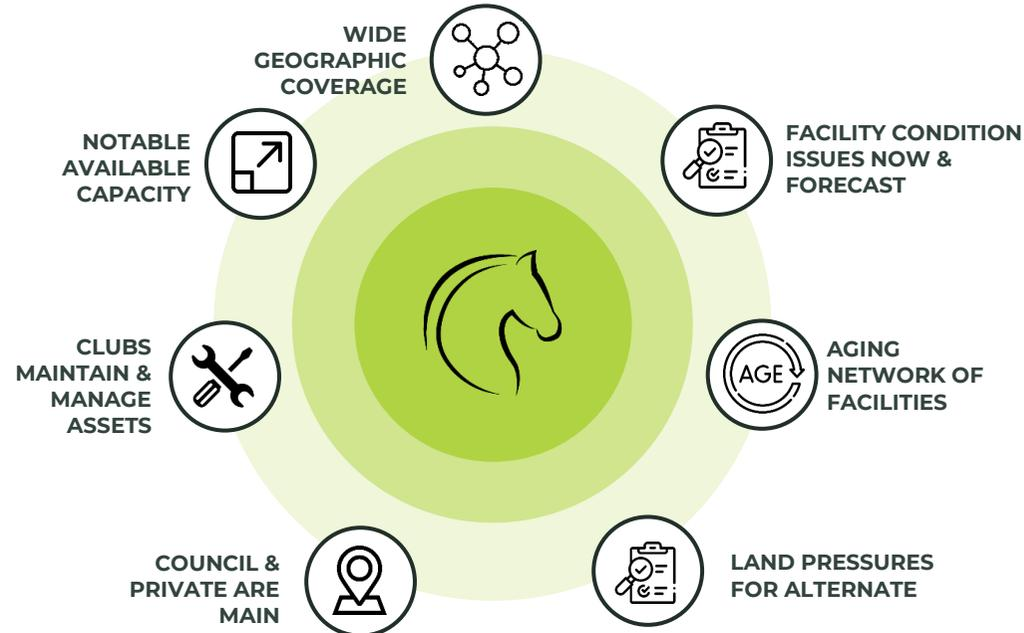 WIDE
GEOGRAPHIC
COVERAGE
FACILITY CONDITION
ISSUES NOW &
FORECAST
NOTABLE
AVAILABLE
CAPACITY
CLUBS
MAINTAIN &
MANAGE
ASSETS
AGE
AGING
NETWORK OF
FACILITIES
COUNCIL &
PRIVATE ARE
MAIN
LAND PRESSURES
FOR ALTERNATE